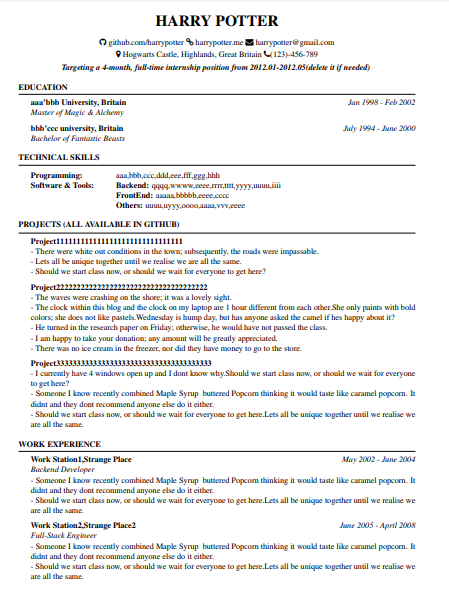 HARRY POTTER
github.com/harrypotter harrypotter.me harrypotter@gmail.com
Hogwarts Castle, Highlands, Great Britain (123)-456-789
Targeting a 4-month, full-time internship position from 2012.01-2012.05(delete it if needed)
EDUCATION
aaa'bbb University, Britain Jan 1998 - Feb 2002
Master of Magic & Alchemy
bbb'ccc university, Britain July 1994 - June 2000
Bachelor of Fantastic Beasts
TECHNICAL SKILLS
Programming: aaa,bbb,ccc,ddd,eee,fff,ggg,hhh
Software & Tools: Backend: qqqq,wwww,eeee,rrrr,tttt,yyyy,uuuu,iiii
FrontEnd: aaaaa,bbbbb,eeee,cccc
Others: uuuu,uyyy,oooo,aaaa,vvv,eeee
PROJECTS (ALL AVAILABLE IN GITHUB)
Project1111111111111111111111111111111
- There were white out conditions in the town; subsequently, the roads were impassable.
- Lets all be unique together until we realise we are all the same.
- Should we start class now, or should we wait for everyone to get here?
Project2222222222222222222222222222222222222
- The waves were crashing on the shore; it was a lovely sight.
- The clock within this blog and the clock on my laptop are 1 hour different from each other.She only paints with bold
colors; she does not like pastels.Wednesday is hump day, but has anyone asked the camel if hes happy about it?
- He turned in the research paper on Friday; otherwise, he would have not passed the class.
- I am happy to take your donation; any amount will be greatly appreciated.
- There was no ice cream in the freezer, nor did they have money to go to the store.
Project33333333333333333333333333333333333333
- I currently have 4 windows open up and I dont know why.Should we start class now, or should we wait for everyone
to get here?
- Someone I know recently combined Maple Syrup buttered Popcorn thinking it would taste like caramel popcorn. It
didnt and they dont recommend anyone else do it either.
- Should we start class now, or should we wait for everyone to get here.Lets all be unique together until we realise we
are all the same.
WORK EXPERIENCE
Work Station1,Strange Place May 2002 - June 2004
Backend Developer
- Someone I know recently combined Maple Syrup buttered Popcorn thinking it would taste like caramel popcorn. It
didnt and they dont recommend anyone else do it either.
- Should we start class now, or should we wait for everyone to get here.Lets all be unique together until we realise we
are all the same.
Work Station2,Strange Place2 June 2005 - April 2008
Full-Stack Engineer
- Someone I know recently combined Maple Syrup buttered Popcorn thinking it would taste like caramel popcorn. It
didnt and they dont recommend anyone else do it either.
- Should we start class now, or should we wait for everyone to get here.Lets all be unique together until we realise we
are all the same.